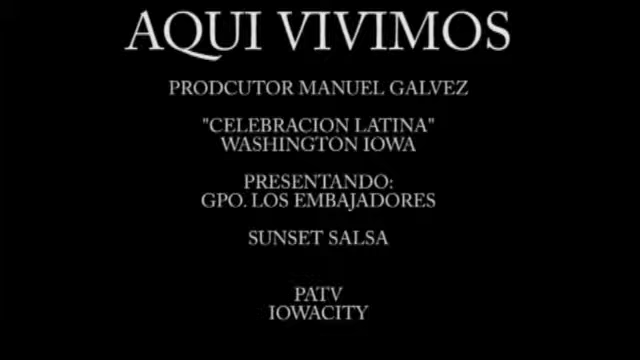 AQUI VIVIMOS
PRODCUTOR MANUEL GALVEZ
"CELEBRACION LATINA"
WASHINGTON IOWA
PRESENTANDO:
GPO. LOS EMBAJADORES
SUNSET SALSA
PATV
IOWACITY